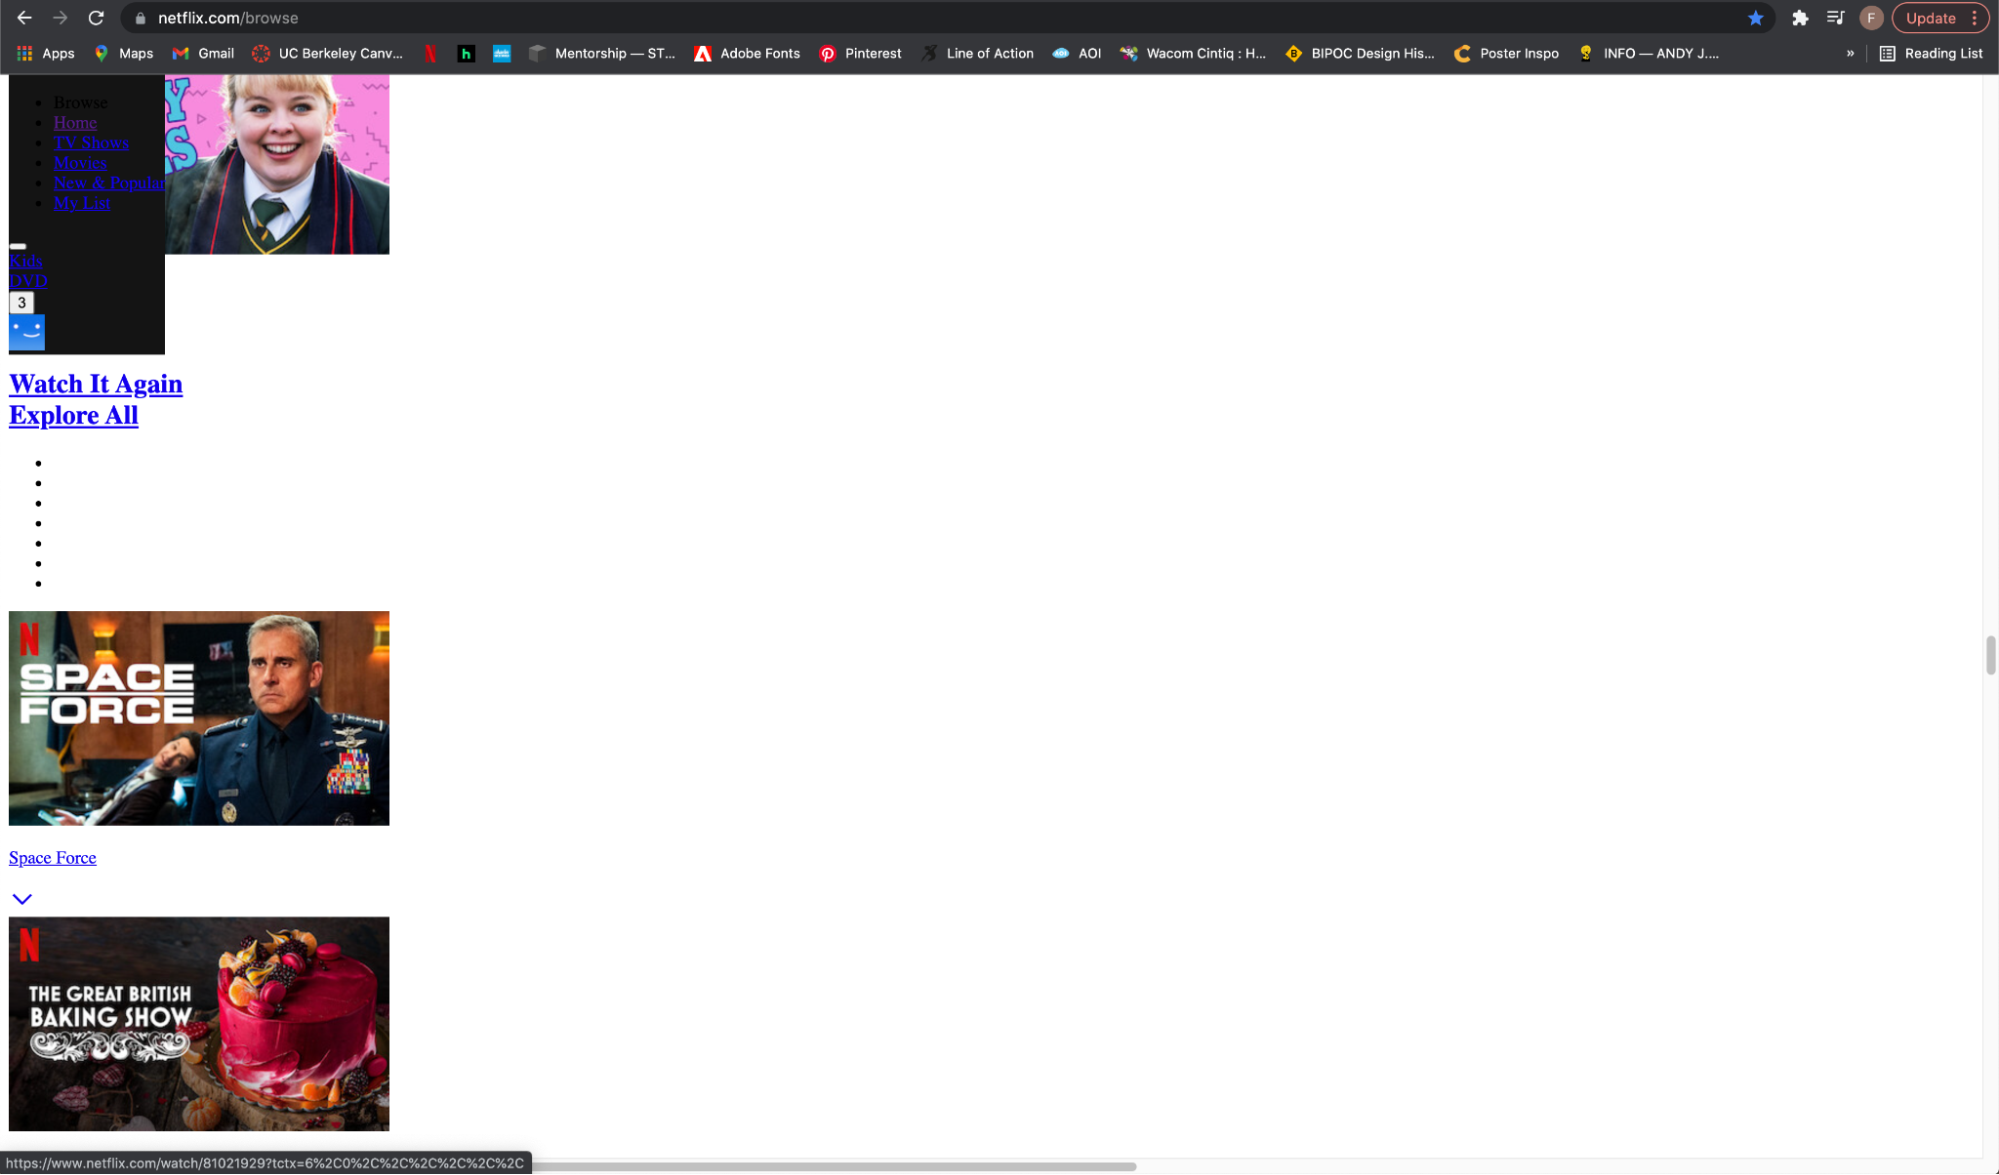 netflix.com/browse
F
Update
Apps
Maps
Gmail
UC Berkeley Canv...
N
h
Mentorship — ST...
Adobe Fonts
Pinterest
Line of Action
AOI
Wacom Cintiq : H...
BIPOC Design His...
Poster Inspo
INFO — ANDY J....
»
Reading List
Browse
Home
TV Shows
Movies
New & Popular
My List
Y
S
Kids
DVD
3
Watch It Again
Explore All
N
SPACE
FORCE
Space Force
N
THE GREAT BRITISH
BAKING SHOW
https://www.netflix.com/watch/81021929?tctx=6%2C0%2C%2C%2C%2C%2C%2C